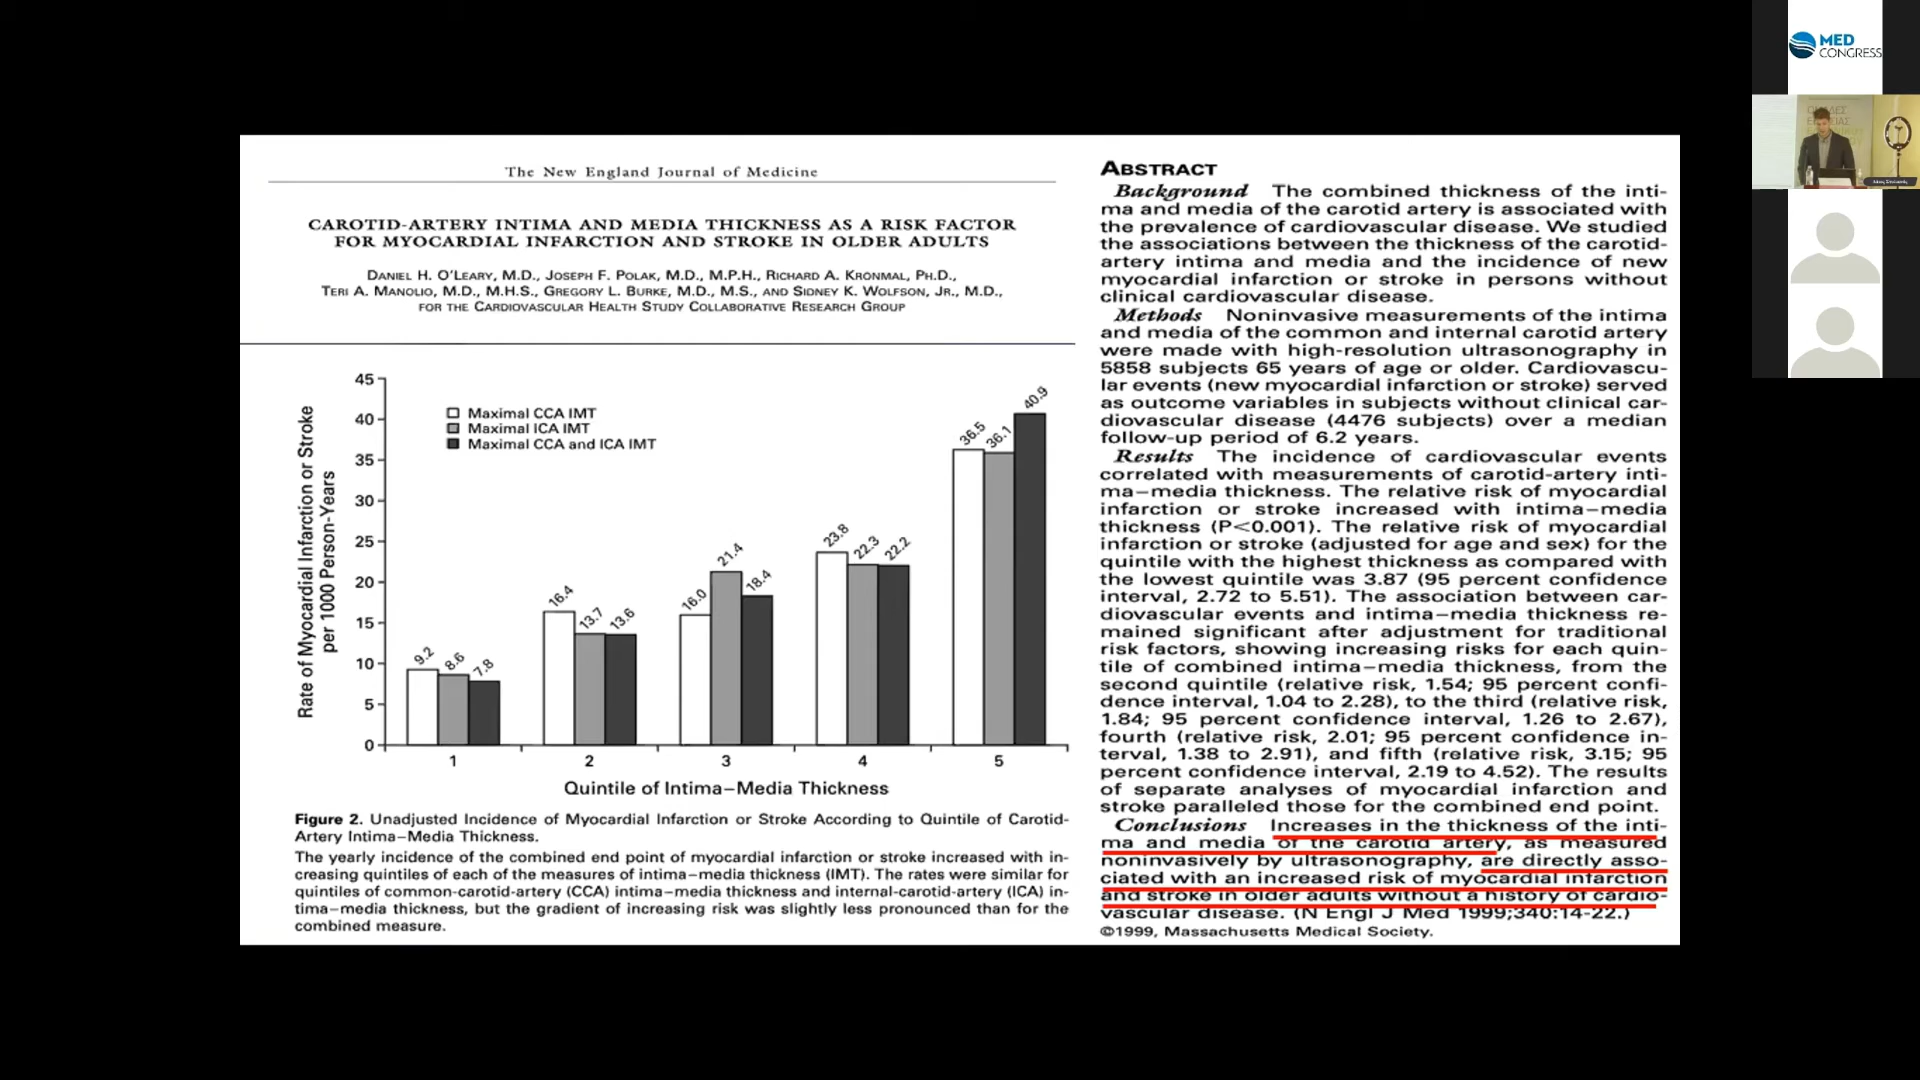 The New England Journal of Medicine
CAROTID-ARTERY INTIMA AND MEDIA THICKNESS AS A RISK FACTOR
FOR MYOCARDIAL INFARCTION AND STROKE IN OLDER ADULTS
DANIEL H. O'LEARY, M.D., JOSEPH F. POLAK, M.D., M.P.H., RICHARD A. KRONMAL, PH.D.,
TERI A. MANOLIO, M.D., M.H.S., GREGORY L. BURKE, M.D., M.S., AND SIDNEY K. WOLFSON, JR., M.D.,
FOR THE CARDIOVASCULAR HEALTH STUDY COLLABORATIVE RESEARCH GROUP
Rate of Myocardial Infarction or Stroke
per 1000 Person-Years
45
40
35
30
25
20
15
10
5
0
Maximal CCA IMT
Maximal ICA IMT
Maximal CCA and ICA IMT
9.2
8.6
7.8
16.4
13.7
13.6
16.0
21.4
18.4
23.8
22.3
22.2
36.5
36.1
40.9
1
2
3
4
5
Quintile of Intima–Media Thickness
Figure 2. Unadjusted Incidence of Myocardial Infarction or Stroke According to Quintile of Carotid-
Artery Intima–Media Thickness.
The yearly incidence of the combined end point of myocardial infarction or stroke increased with in-
creasing quintiles of each of the measures of intima–media thickness (IMT). The rates were similar for
quintiles of common-carotid-artery (CCA) intima–media thickness and internal-carotid-artery (ICA) in-
tima–media thickness, but the gradient of increasing risk was slightly less pronounced than for the
combined measure.
ABSTRACT
Background The combined thickness of the inti-
ma and media of the carotid artery is associated with
the prevalence of cardiovascular disease. We studied
the associations between the thickness of the carotid-
artery intima and media and the incidence of new
myocardial infarction or stroke in persons without
clinical cardiovascular disease.
Methods Noninvasive measurements of the intima
and media of the common and internal carotid artery
were made with high-resolution ultrasonography in
5858 subjects 65 years of age or older. Cardiovascu-
lar events (new myocardial infarction or stroke) served
as outcome variables in subjects without clinical car-
diovascular disease (4476 subjects) over a median
follow-up period of 6.2 years.
Results The incidence of cardiovascular events
correlated with measurements of carotid-artery inti-
ma–media thickness. The relative risk of myocardial
infarction or stroke increased with intima–media
thickness (P<0.001). The relative risk of myocardial
infarction or stroke (adjusted for age and sex) for the
quintile with the highest thickness as compared with
the lowest quintile was 3.87 (95 percent confidence
interval, 2.72 to 5.51). The association between car-
diovascular events and intima–media thickness re-
mained significant after adjustment for traditional
risk factors, showing increasing risks for each quin-
tile of combined intima–media thickness, from the
second quintile (relative risk, 1.54; 95 percent confi-
dence interval, 1.04 to 2.28), to the third (relative risk,
1.84; 95 percent confidence interval, 1.26 to 2.67),
fourth (relative risk, 2.01; 95 percent confidence in-
terval, 1.38 to 2.91), and fifth (relative risk, 3.15; 95
percent confidence interval, 2.19 to 4.52). The results
of separate analyses of myocardial infarction and
stroke paralleled those for the combined end point.
Conclusions Increases in the thickness of the inti-
ma and media of the carotid artery, as measured
noninvasively by ultrasonography, are directly asso-
ciated with an increased risk of myocardial infarction
and stroke in older adults without a history of cardio-
vascular disease. (N Engl J Med 1999;340:14-22.)
©1999, Massachusetts Medical Society.
MED
CONGRESS